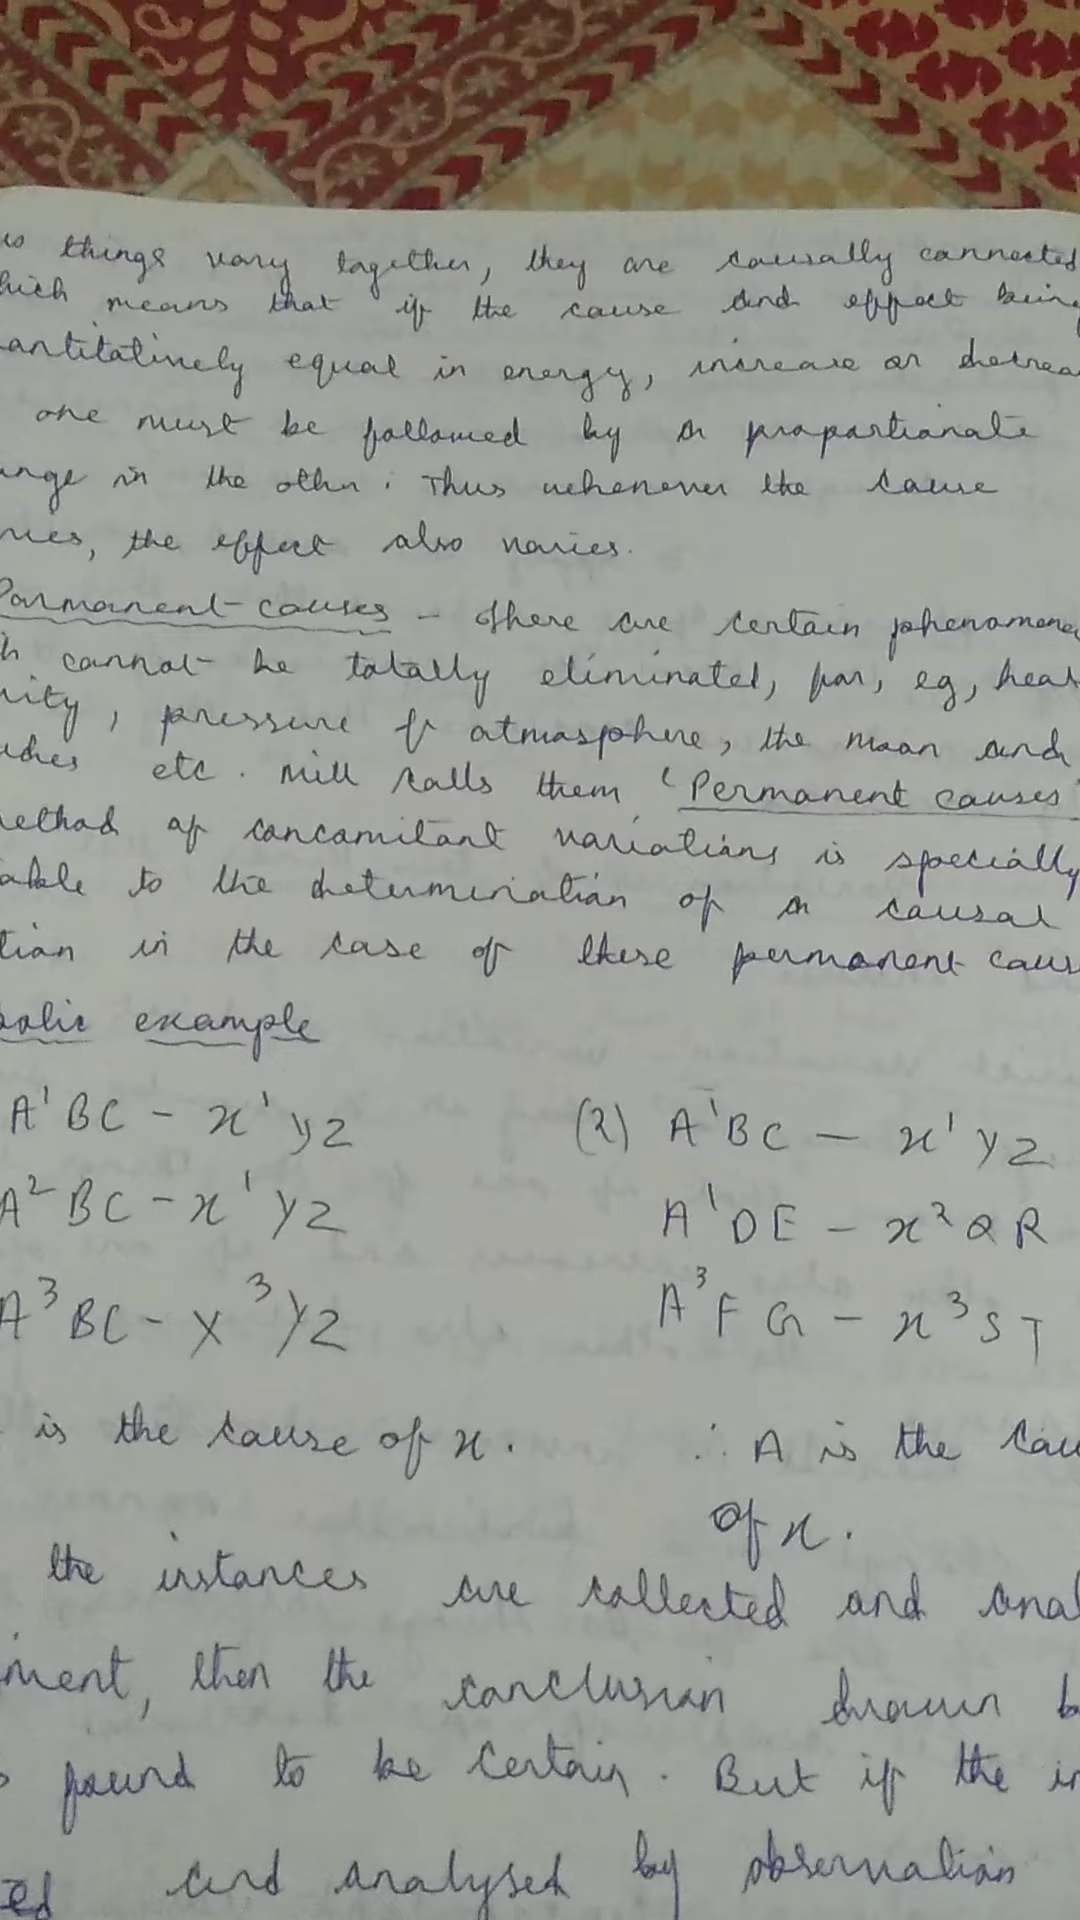 things vary together, they are causally connected
means that if the cause and effect being
equal in energy, increase or
one must be followed by a proportionate
in the other. Thus whenever the cause
the effect also varies.
Parmanent causes - There are certain phenomena
cannot be totally eliminated, for, eg, heat
pressure of atmosphere, the moon and
etc. Mill calls them 'Permanent causes'
of concomitant variations is specially
to the determination of a causal
in the case of these permanent
example
A¹BC - x¹yz (2) A¹BC - x¹YZ
A²BC - x¹YZ A¹DE - x²QR
A³BC - X³YZ A³FG - x³ST
is the cause of x. ∴ A is the
of x.
the instances are collected and
then the conclusion drawn
found to be certain. But if the
and analysed by observation